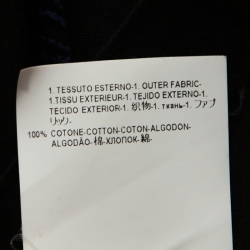 1. TESSUTO ESTERNO-1. OUTER FABRIC-
1.TISSU EXTERIEUR-1. TEJIDO EXTERNO-1.
TECIDO EXTERIOR-1. 织物-1. ткань-1. ファブ
リック.
100% COTONE-COTTON-COTON-ALGODON-
ALGODÃO-棉-ХЛОПОК-綿-